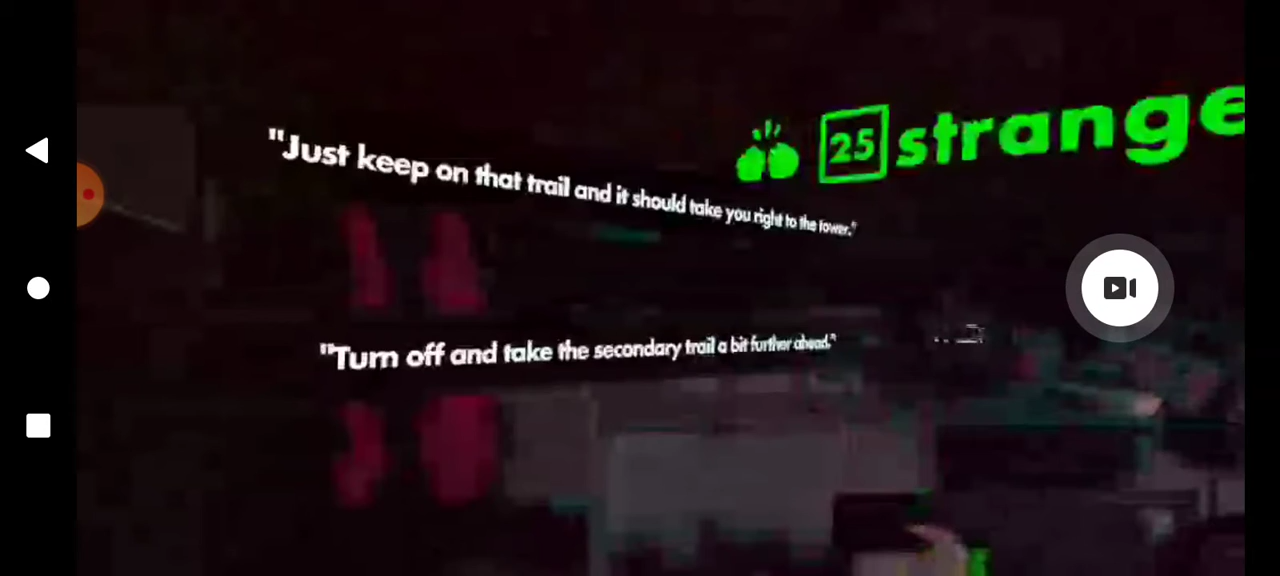 25 strange
"Just keep on that trail and it should take you right to the tower."
"Turn off and take the secondary trail a bit further ahead."